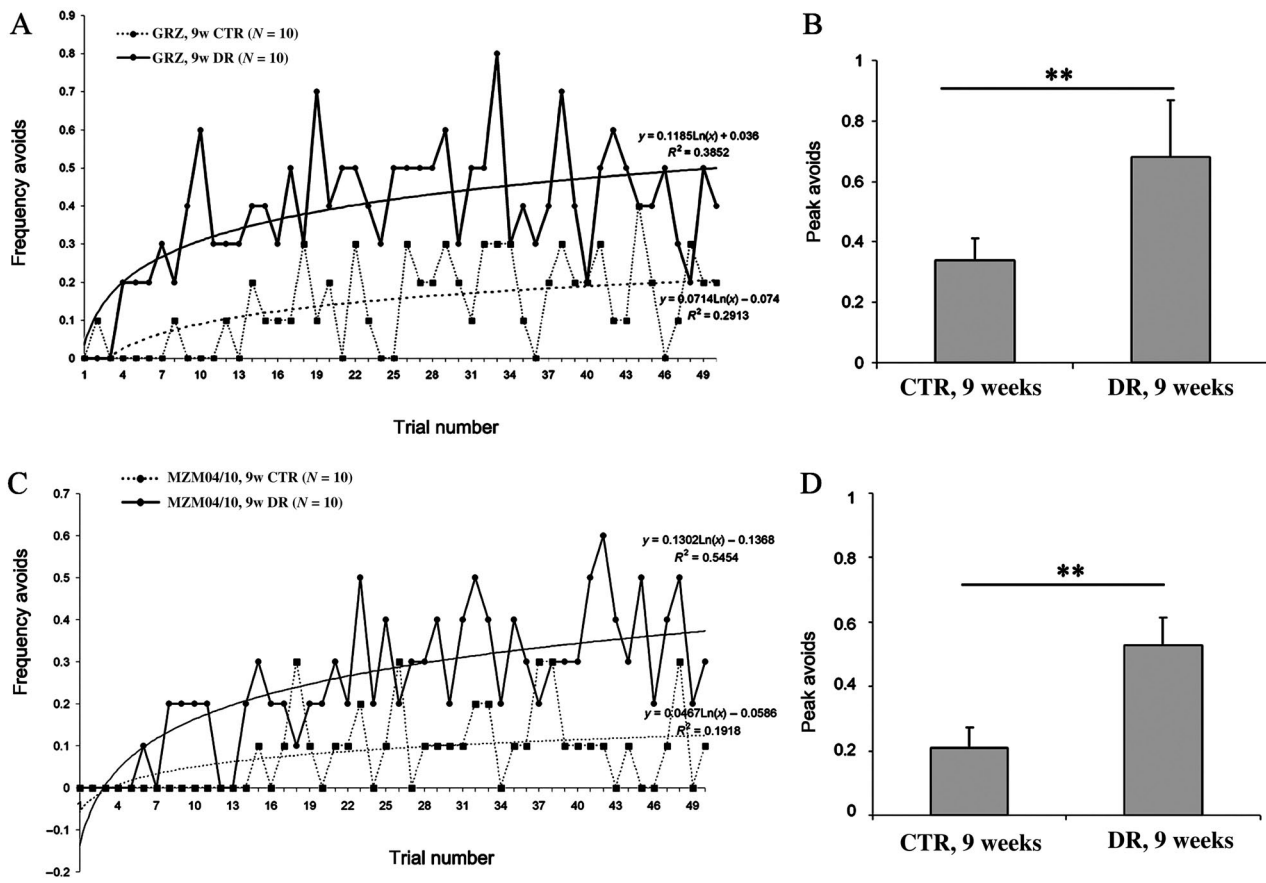 A
GRZ, 9w CTR (N = 10)
GRZ, 9w DR (N = 10)
Frequency avoids
0.9
0.8
0.7
0.6
0.5
0.4
0.3
0.2
0.1
0
y = 0.1185Ln(x) + 0.036
R² = 0.3852
y = 0.0714Ln(x) – 0.074
R² = 0.2913
1 4 7 10 13 16 19 22 25 28 31 34 37 40 43 46 49
Trial number
B
Peak avoids
1
0.8
0.6
0.4
0.2
0
**
CTR, 9 weeks DR, 9 weeks
C
MZM04/10, 9w CTR (N = 10)
MZM04/10, 9w DR (N = 10)
Frequency avoids
0.7
0.6
0.5
0.4
0.3
0.2
0.1
0
–0.1
–0.2
y = 0.1302Ln(x) – 0.1368
R² = 0.5454
y = 0.0467Ln(x) – 0.0586
R² = 0.1918
4 7 10 13 16 19 22 25 28 31 34 37 40 43 46 49
Trial number
D
Peak avoids
1
0.8
0.6
0.4
0.2
0
**
CTR, 9 weeks DR, 9 weeks